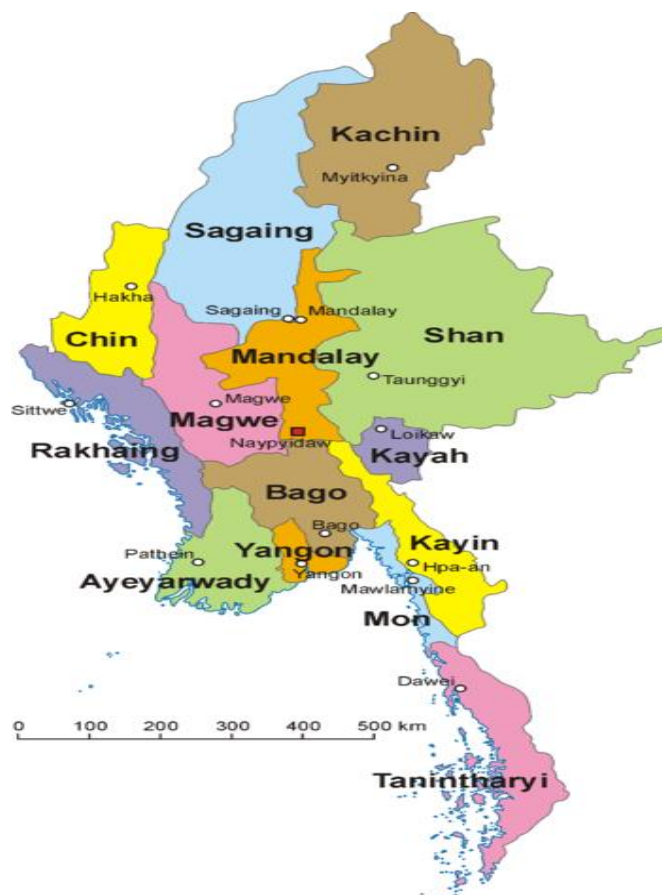 Kachin
Myitkyina
Sagaing
Hakha
Sagaing
Mandalay
Chin
Mandalay
Shan
Taunggyi
Sittwe
Magwe
Magwe
Loikaw
Naypyidaw
Rakhaing
Kayah
Bago
Bago
Kayin
Pathein
Yangon
Hpa-an
Yangon
Ayeyarwady
Mawlamyine
Mon
Dawei
0 100 200 300 400 500 km
Tanintharyi